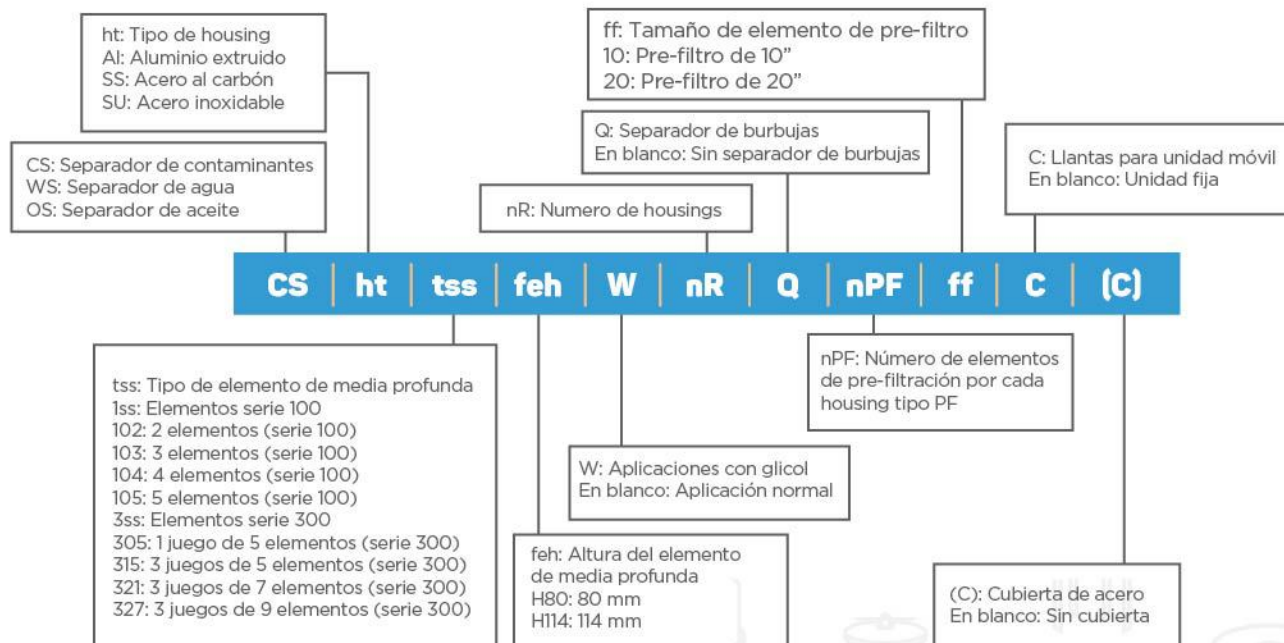 ht: Tipo de housing
AI: Aluminio extruido
SS: Acero al carbón
SU: Acero inoxidable
ff: Tamaño de elemento de pre-filtro
10: Pre-filtro de 10”
20: Pre-filtro de 20”
CS: Separador de contaminantes
WS: Separador de agua
OS: Separador de aceite
nR: Numero de housings
Q: Separador de burbujas
En blanco: Sin separador de burbujas
C: Llantas para unidad móvil
En blanco: Unidad fija
CS ht tss feh W nR Q nPF ff C (C)
tss: Tipo de elemento de media profunda
1ss: Elementos serie 100
102: 2 elementos (serie 100)
103: 3 elementos (serie 100)
104: 4 elementos (serie 100)
105: 5 elementos (serie 100)
3ss: Elementos serie 300
305: 1 juego de 5 elementos (serie 300)
315: 3 juegos de 5 elementos (serie 300)
321: 3 juegos de 7 elementos (serie 300)
327: 3 juegos de 9 elementos (serie 300)
feh: Altura del elemento
de media profunda
H80: 80 mm
H114: 114 mm
W: Aplicaciones con glicol
En blanco: Aplicación normal
nPF: Número de elementos
de pre-filtración por cada
housing tipo PF
(C): Cubierta de acero
En blanco: Sin cubierta